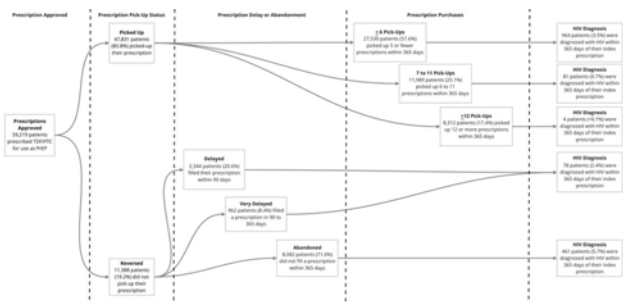 Prescription Approved
Prescription Pick-Up Status
Prescription Delay or Abandonment
Prescription Purchases
HIV Diagnosis
Prescriptions
Approved
59,219 patients
prescribed TDF/FTC
for use as PrEP
Picked Up
47,831 patients
(80.8%) picked-up
their prescription
≤6 Pick-Ups
27,530 patients (57.6%)
picked up 5 or fewer
prescriptions within 365 days
HIV Diagnosis
964 patients (3.5%) were
diagnosed with HIV within
365 days of their index
prescription
7 to 11 Pick-Ups
11,989 patients (25.1%)
picked up 6 to 11
prescriptions within 365 days
HIV Diagnosis
81 patients (0.7%) were
diagnosed with HIV within
365 days of their index
prescription
8,312 patients (17.4%) picked
up 12 or more prescriptions
within 365 days
HIV Diagnosis
4 patients (<0.1%) were
diagnosed with HIV within
365 days of their index
prescription
Delayed
2,344 patients (20.6%)
filled their prescription
within 90 days
HIV Diagnosis
78 patients (2.4%) were
diagnosed with HIV within
365 days of their index
prescription
Very Delayed
962 patients (8.4%) filled
a prescription in 90 to
365 days
Reversed
11,388 patients
(19.2%) did not
pick up their
prescription
Abandoned
8,082 patients (71.0%)
did not fill a prescription
within 365 days
HIV Diagnosis
461 patients (5.7%) were
diagnosed with HIV within
365 days of their index
prescription